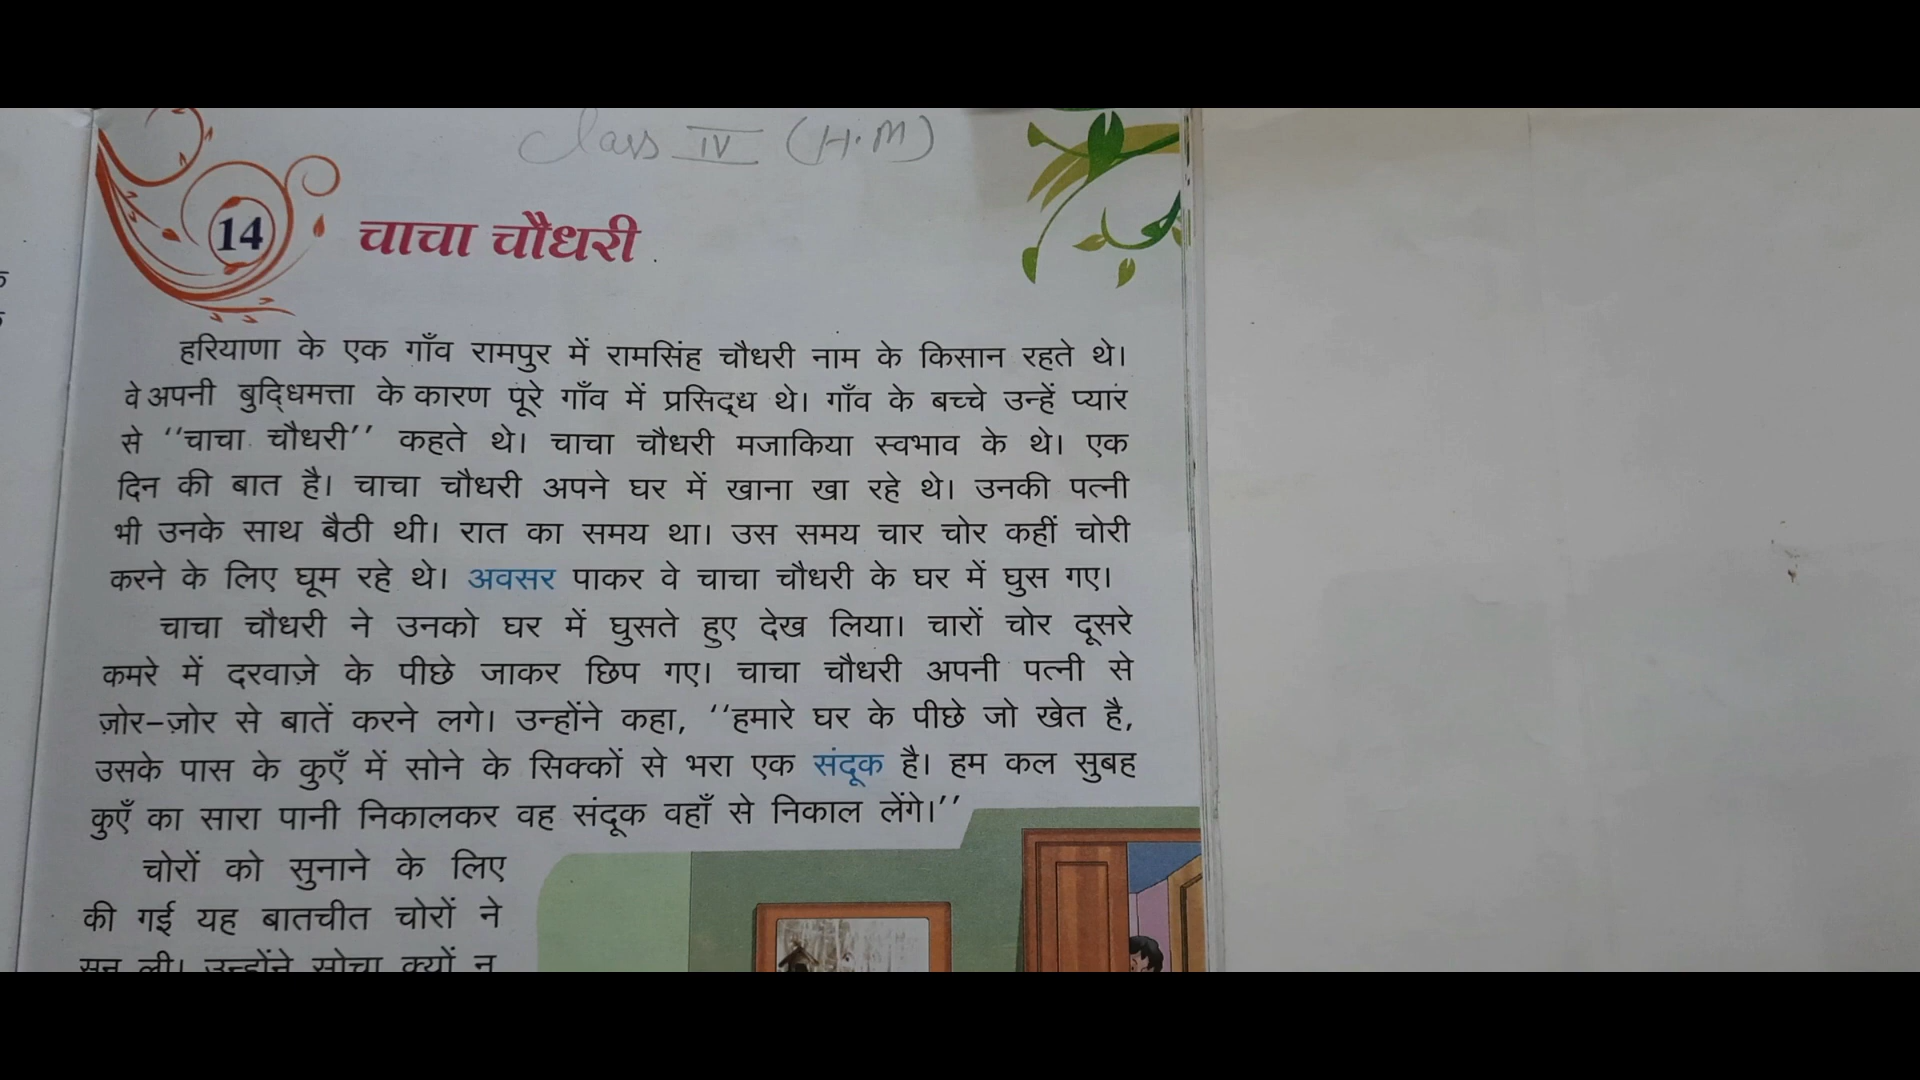 Class IV (H.M)
14 चाचा चौधरी
हरियाणा के एक गाँव रामपुर में रामसिंह चौधरी नाम के किसान रहते थे।
वे अपनी बुद्धिमत्ता के कारण पूरे गाँव में प्रसिद्ध थे। गाँव के बच्चे उन्हें प्यार
से ‘‘चाचा चौधरी’’ कहते थे। चाचा चौधरी मजाकिया स्वभाव के थे। एक
दिन की बात है। चाचा चौधरी अपने घर में खाना खा रहे थे। उनकी पत्नी
भी उनके साथ बैठी थी। रात का समय था। उस समय चार चोर कहीं चोरी
करने के लिए घूम रहे थे। अवसर पाकर वे चाचा चौधरी के घर में घुस गए।
चाचा चौधरी ने उनको घर में घुसते हुए देख लिया। चारों चोर दूसरे
कमरे में दरवाज़े के पीछे जाकर छिप गए। चाचा चौधरी अपनी पत्नी से
ज़ोर-ज़ोर से बातें करने लगे। उन्होंने कहा, ‘‘हमारे घर के पीछे जो खेत है,
उसके पास के कुएँ में सोने के सिक्कों से भरा एक संदूक है। हम कल सुबह
कुएँ का सारा पानी निकालकर वह संदूक वहाँ से निकाल लेंगे।’’
चोरों को सुनाने के लिए
की गई यह बातचीत चोरों ने
सुन ली। उन्होंने सोचा क्यों न